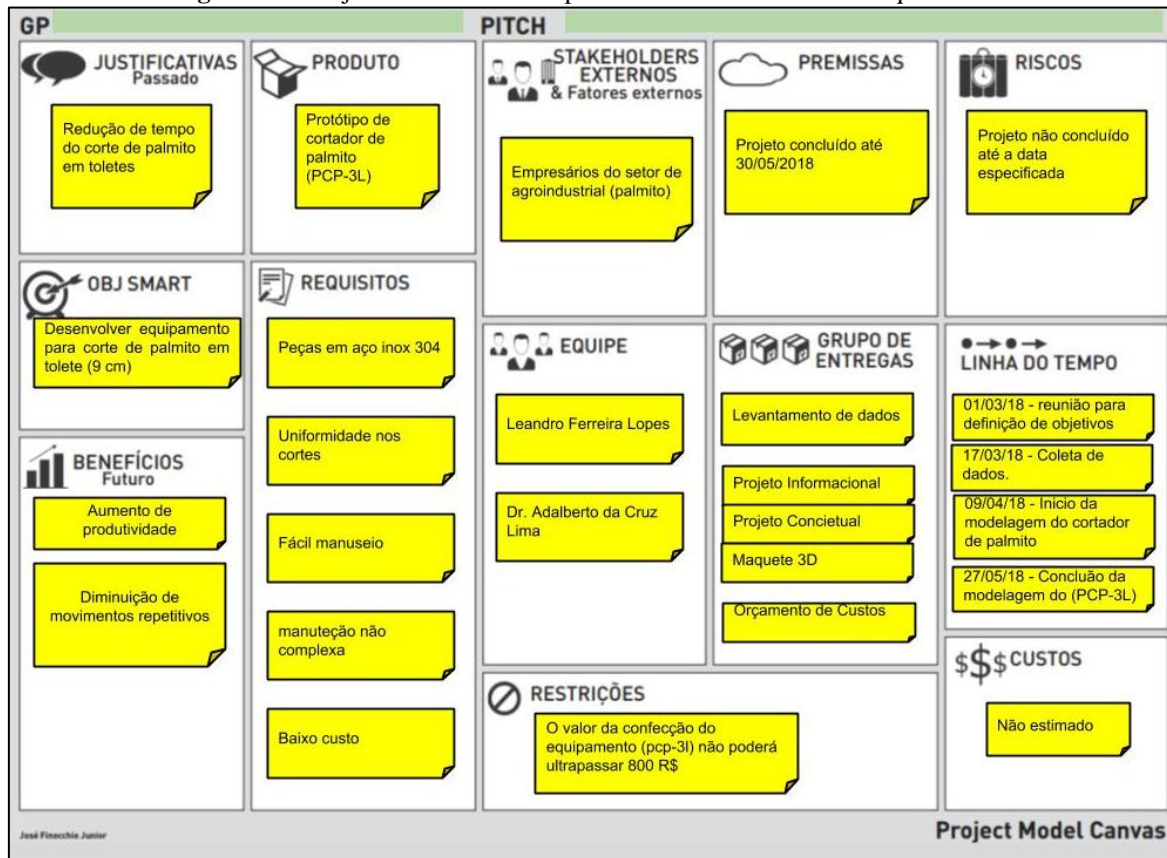 GP
PITCH
JUSTIFICATIVAS
Passado
Redução de tempo
do corte de palmito
em toletes
PRODUTO
Protótipo de
cortador de
palmito
(PCP-3L)
STAKEHOLDERS
EXTERNOS
& Fatores externos
Empresários do setor de
agroindustrial (palmito)
PREMISSAS
Projeto concluído até
30/05/2018
RISCOS
Projeto não concluído
até a data
especificada
OBJ SMART
Desenvolver equipamento
para corte de palmito em
tolete (9 cm)
REQUISITOS
Peças em aço inox 304
Uniformidade nos
cortes
Fácil manuseio
manuteção não
complexa
Baixo custo
EQUIPE
Leandro Ferreira Lopes
Dr. Adalberto da Cruz
Lima
GRUPO DE
ENTREGAS
Levantamento de dados
Projeto Informacional
Projeto Concietual
Maquete 3D
Orçamento de Custos
LINHA DO TEMPO
01/03/18 - reunião para
definição de objetivos
17/03/18 - Coleta de
dados.
09/04/18 - Inicio da
modelagem do cortador
de palmito
27/05/18 - Concluão da
modelagem do (PCP-3L)
BENEFÍCIOS
Futuro
Aumento de
produtividade
Diminuição de
movimentos repetitivos
RESTRIÇÕES
O valor da confecção do
equipamento (pcp-3l) não poderá
ultrapassar 800 R$
$$$ CUSTOS
Não estimado
José Finocchio Junior
Project Model Canvas